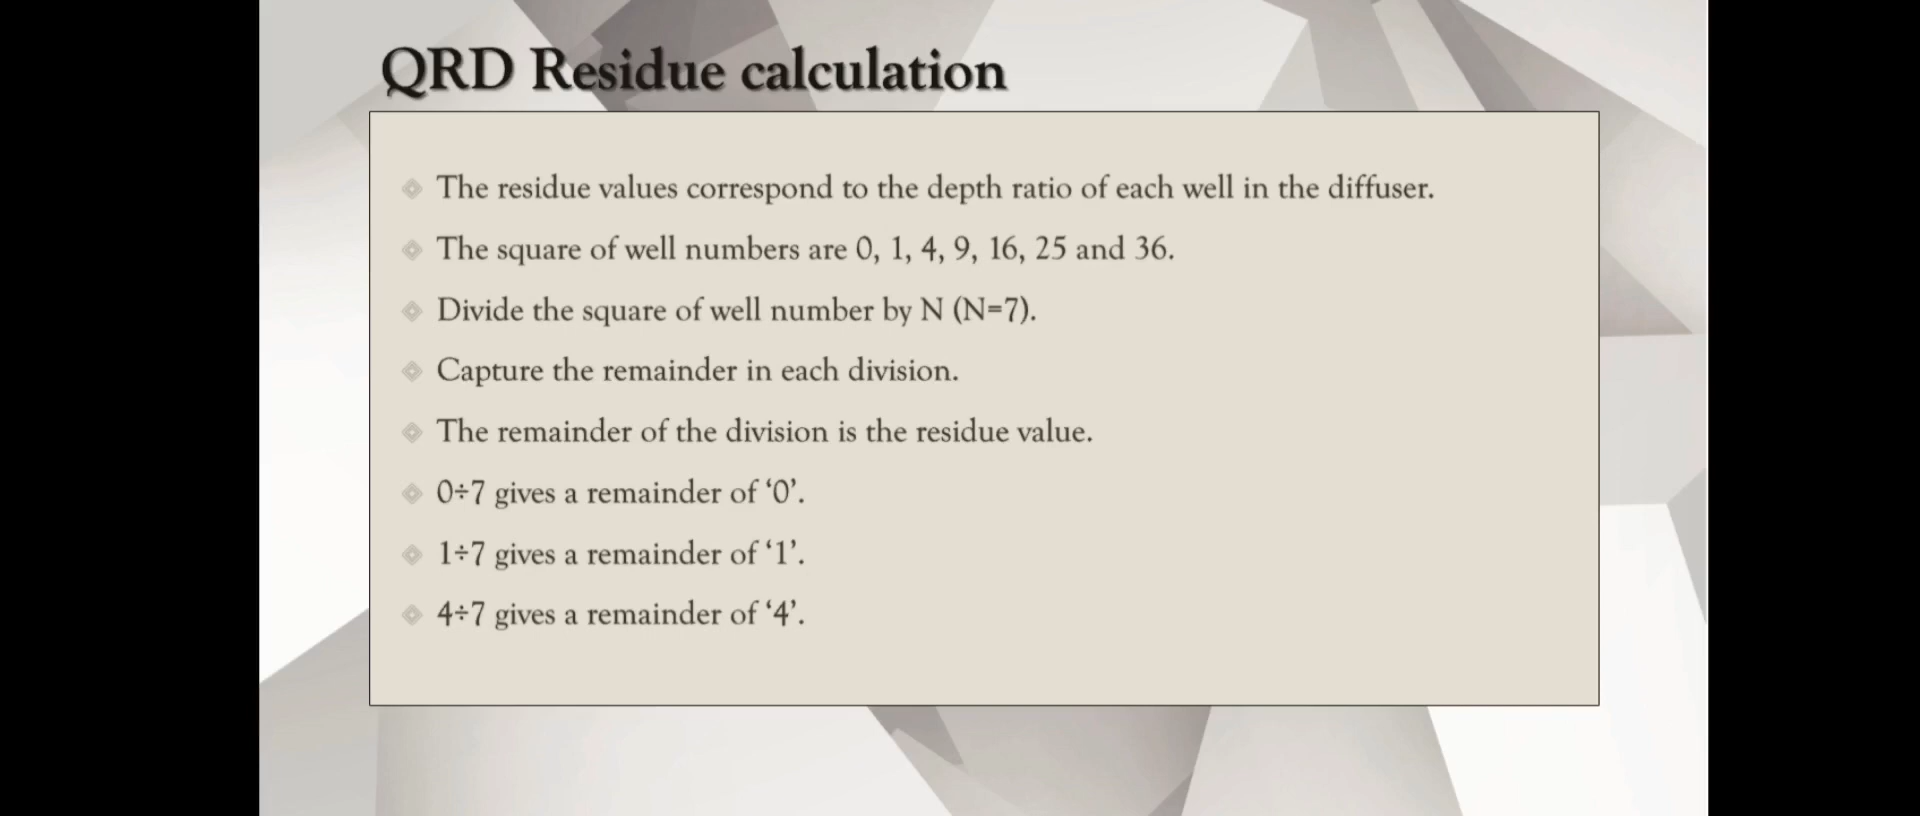 QRD Residue calculation
The residue values correspond to the depth ratio of each well in the diffuser.
The square of well numbers are 0, 1, 4, 9, 16, 25 and 36.
Divide the square of well number by N (N=7).
Capture the remainder in each division.
The remainder of the division is the residue value.
0÷7 gives a remainder of ‘0’.
1÷7 gives a remainder of ‘1’.
4÷7 gives a remainder of ‘4’.